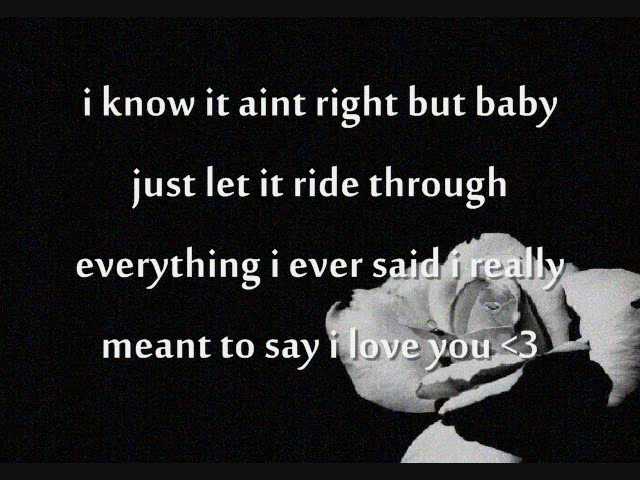 i know it aint right but baby
just let it ride through
everything i ever said i really
meant to say i love you <3